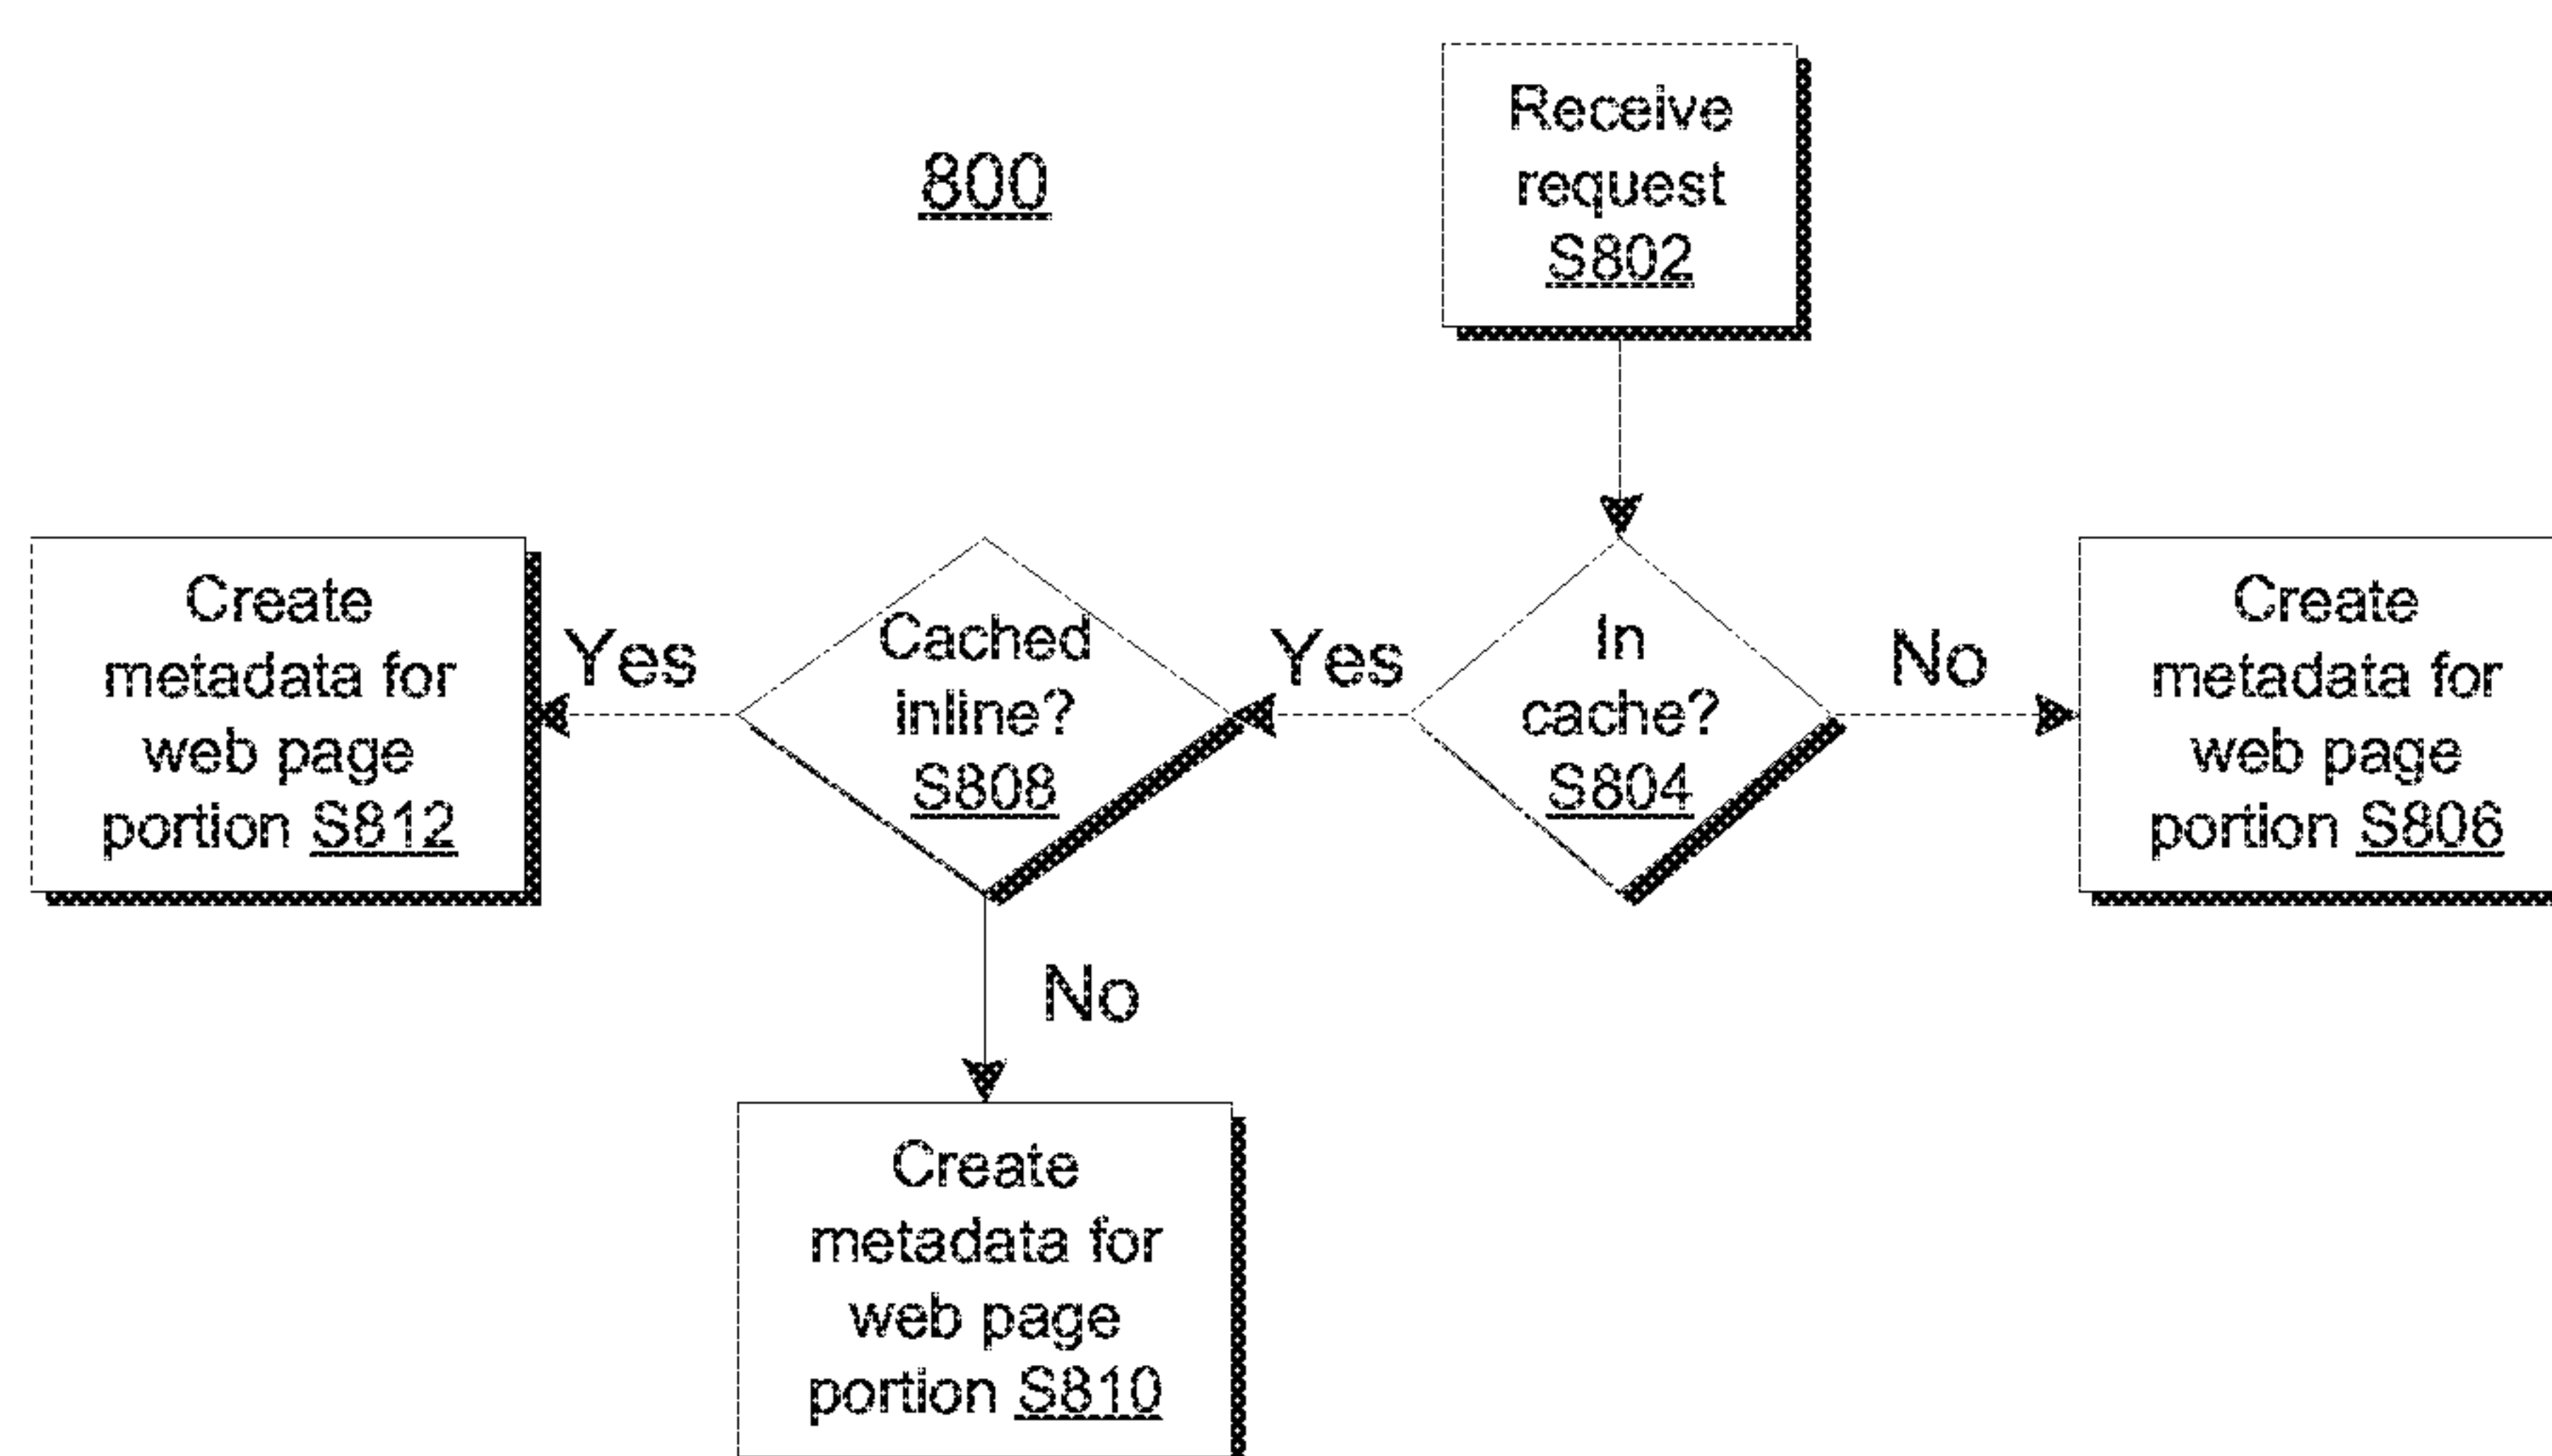 800
Receive
request
S802
In
cache?
S804
Yes
No
Cached
inline?
S808
Yes
No
Create
metadata for
web page
portion S806
Create
metadata for
web page
portion S812
Create
metadata for
web page
portion S810